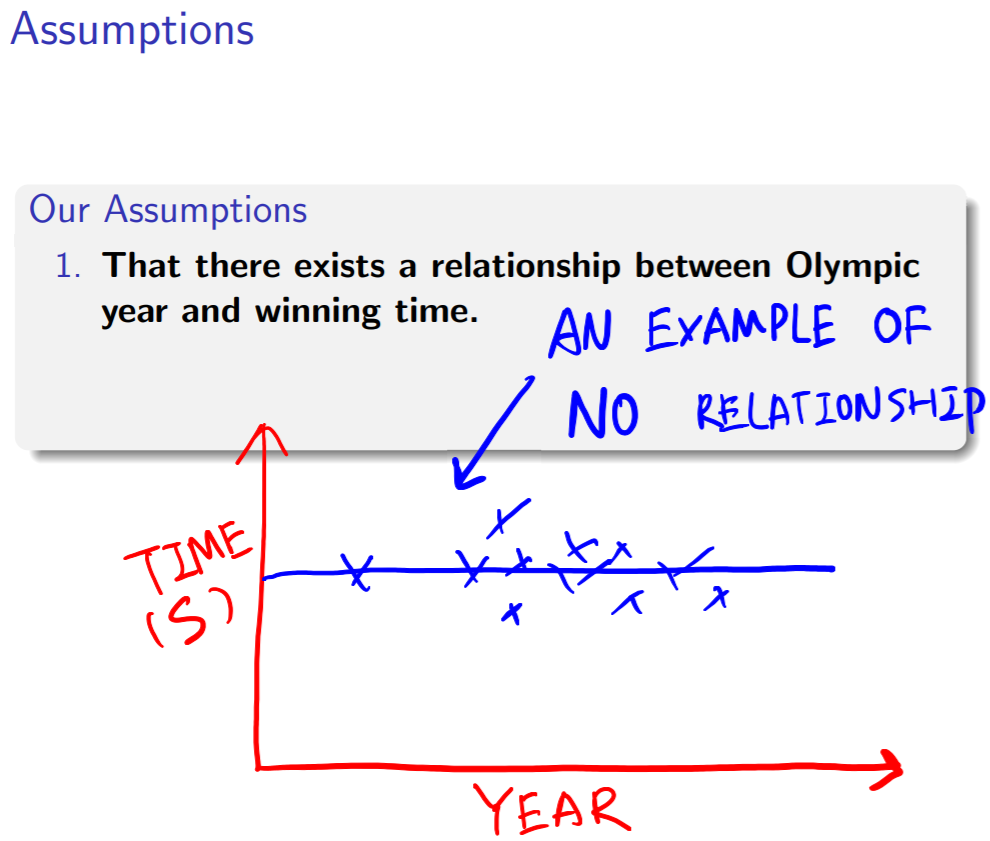 Assumptions
Our Assumptions
1. That there exists a relationship between Olympic
year and winning time.
AN EXAMPLE OF
NO RELATIONSHIP
TIME
(S)
YEAR